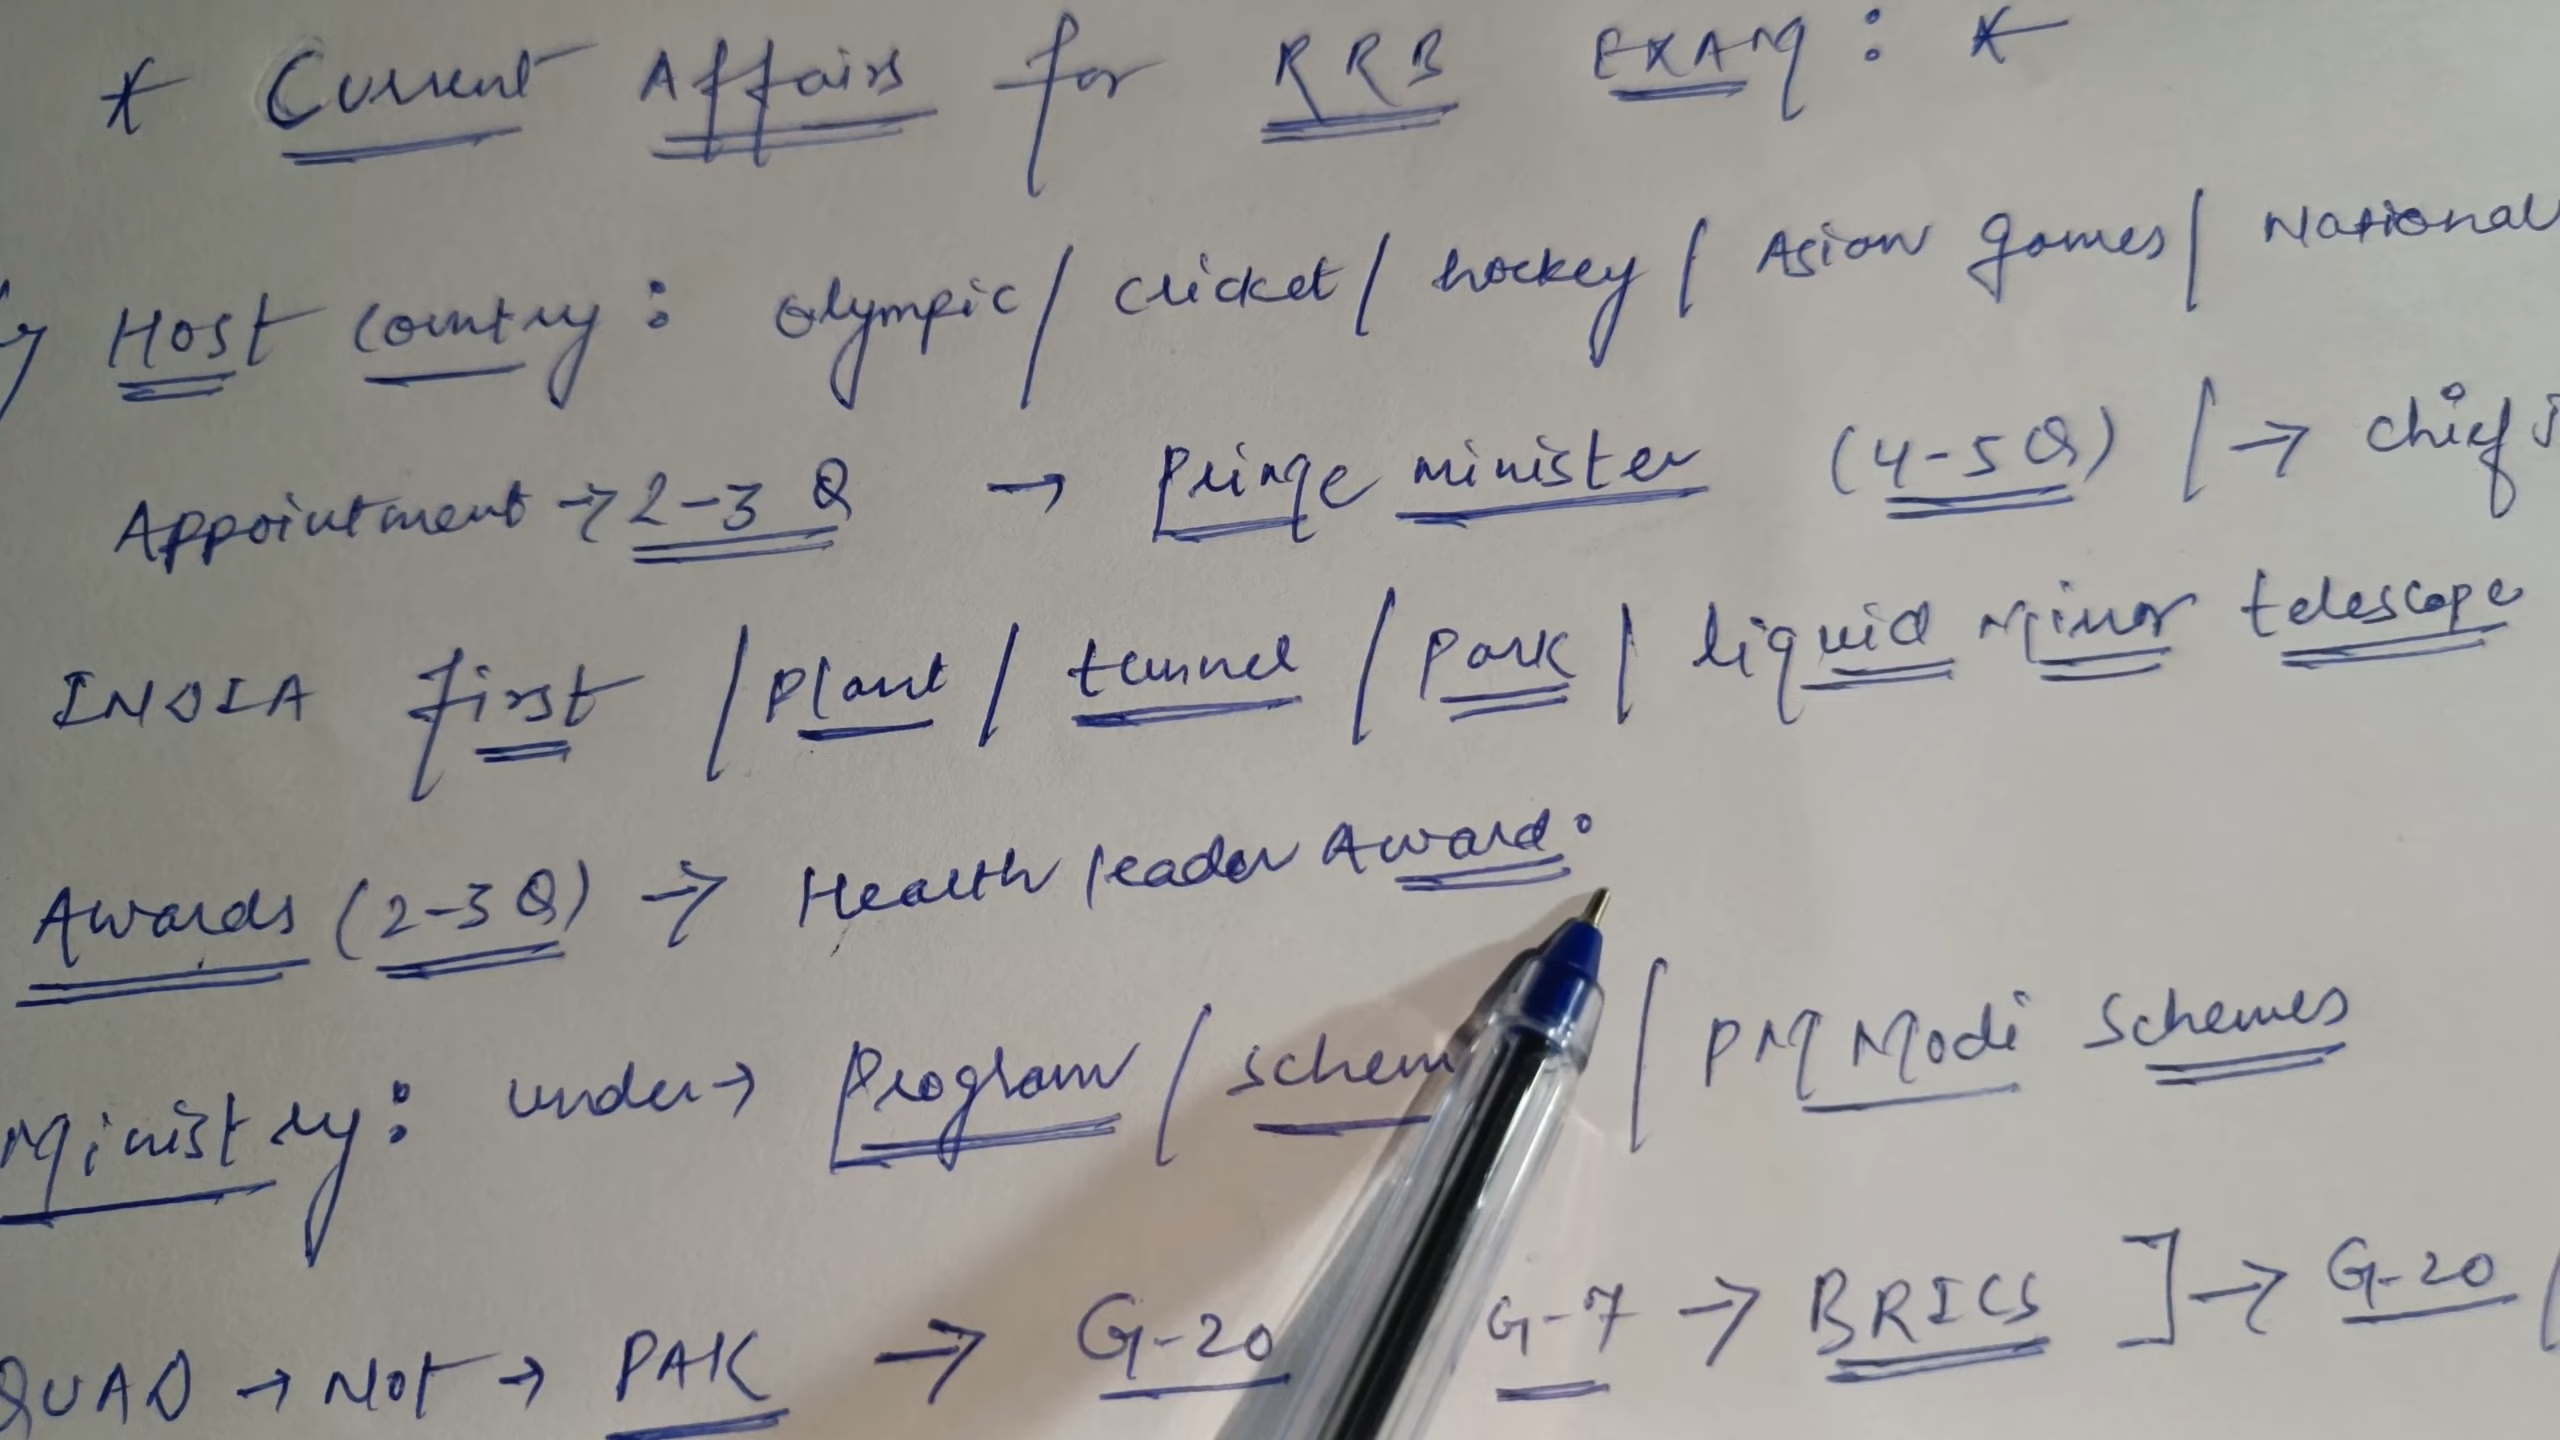 * Current Affairs for RRB EXAM : *
Host country : Olympic / cricket / hockey / Asian Games / National
Appointment → 2-3 Q → Prime minister (4-5 Q) / → chief
INDIA first / Plant / tunnel / Park / liquid Mirror telescope
Awards (2-3 Q) → Health leader Award.
Ministry : under → Program / schem / PM Modi Schemes
QUAD → Not → PAK → G-20 G-7 → BRICS ] → G-20 /